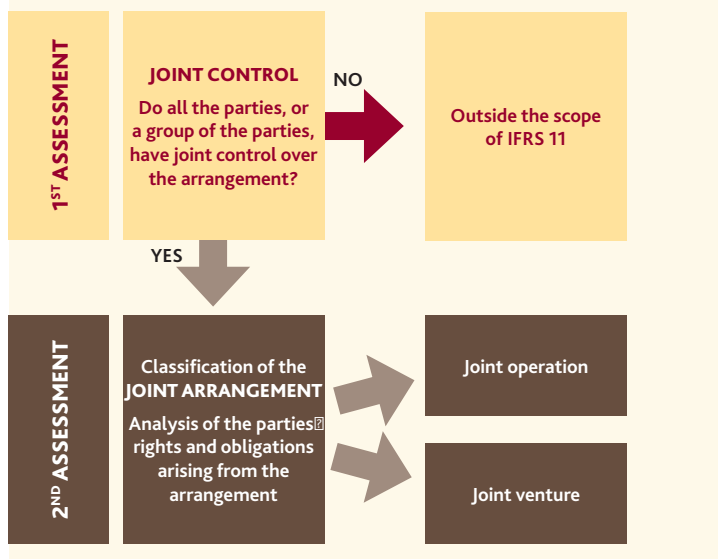 1ST ASSESSMENT
JOINT CONTROL
Do all the parties, or
a group of the parties,
have joint control over
the arrangement?
NO
Outside the scope
of IFRS 11
YES
2ND ASSESSMENT
Classification of the
JOINT ARRANGEMENT
Analysis of the parties
rights and obligations
arising from the
arrangement
Joint operation
Joint venture